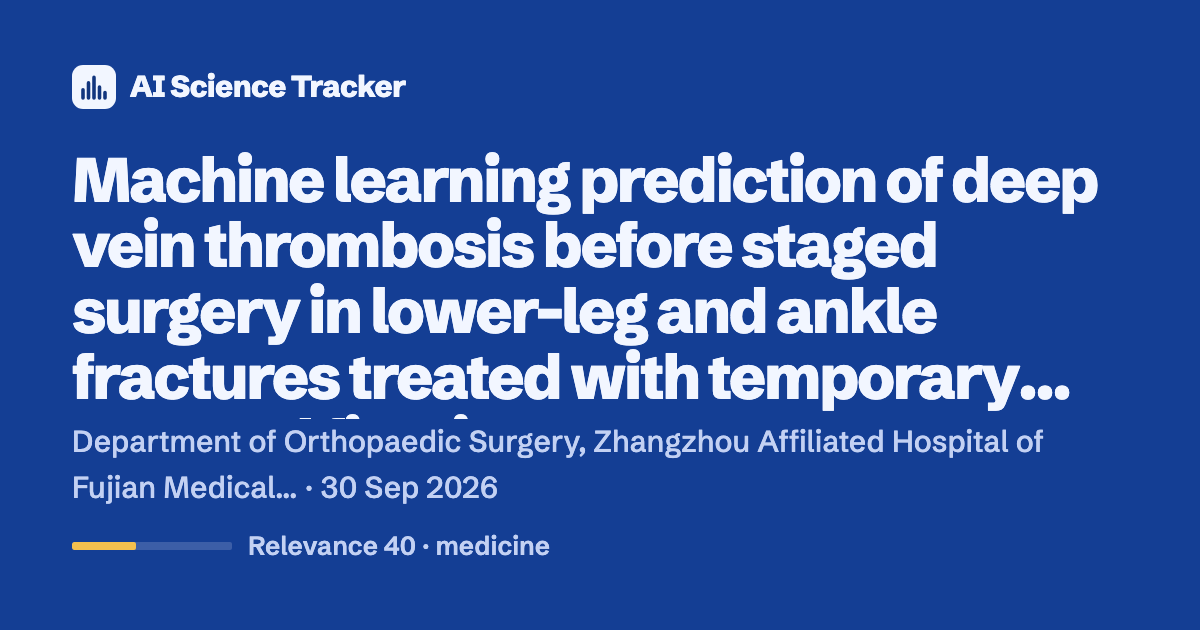 AI Science Tracker
Machine learning prediction of deep
vein thrombosis before staged
surgery in lower-leg and ankle
fractures treated with temporary...
Department of Orthopaedic Surgery, Zhangzhou Affiliated Hospital of
Fujian Medical... · 30 Sep 2026
Relevance 40 · medicine